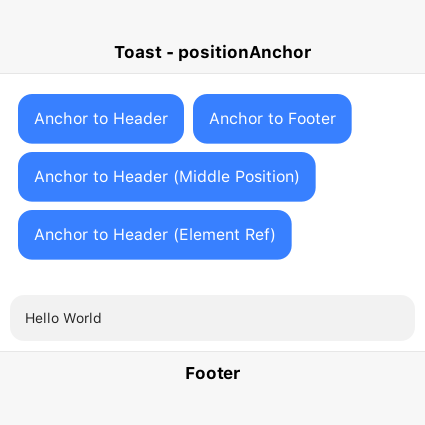 Toast - positionAnchor
Anchor to Header Anchor to Footer
Anchor to Header (Middle Position)
Anchor to Header (Element Ref)
Hello World
Footer